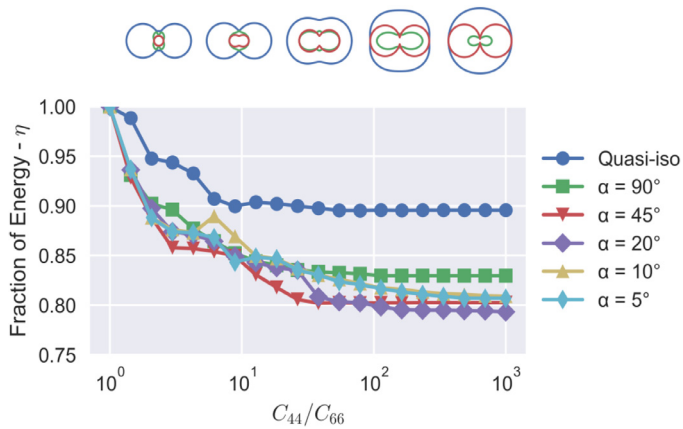 1.00
0.95
0.90
0.85
0.80
0.75
Fraction of Energy - η
10⁰
10¹
10²
10³
C₄₄/C₆₆
Quasi-iso
α = 90°
α = 45°
α = 20°
α = 10°
α = 5°